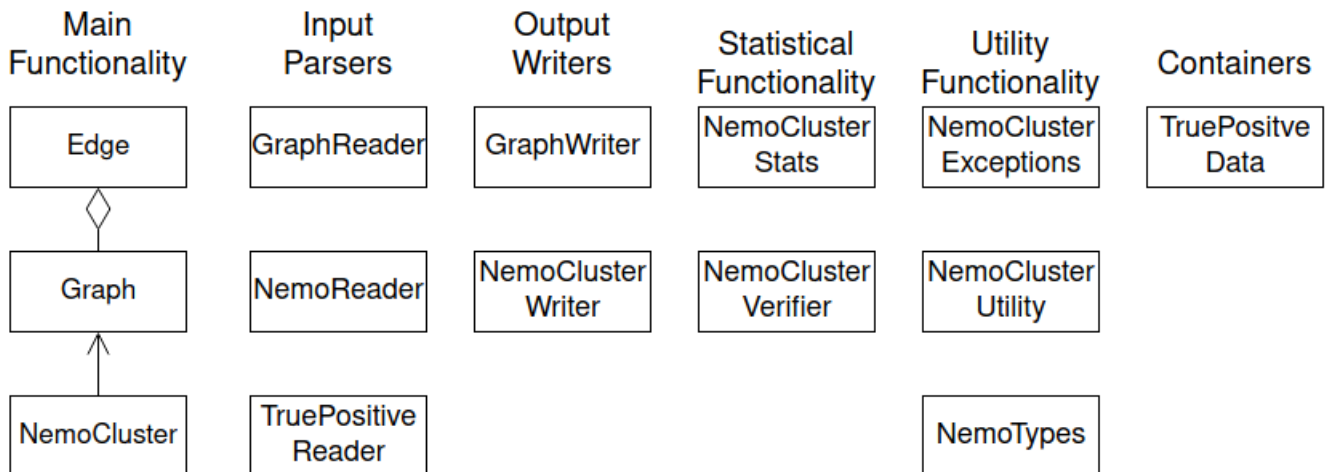 Main
Functionality
Input
Parsers
Output
Writers
Statistical
Functionality
Utility
Functionality
Containers
Edge
GraphReader
GraphWriter
NemoCluster
Stats
NemoCluster
Exceptions
TruePositve
Data
Graph
NemoReader
NemoCluster
Writer
NemoCluster
Verifier
NemoCluster
Utility
NemoCluster
TruePositive
Reader
NemoTypes